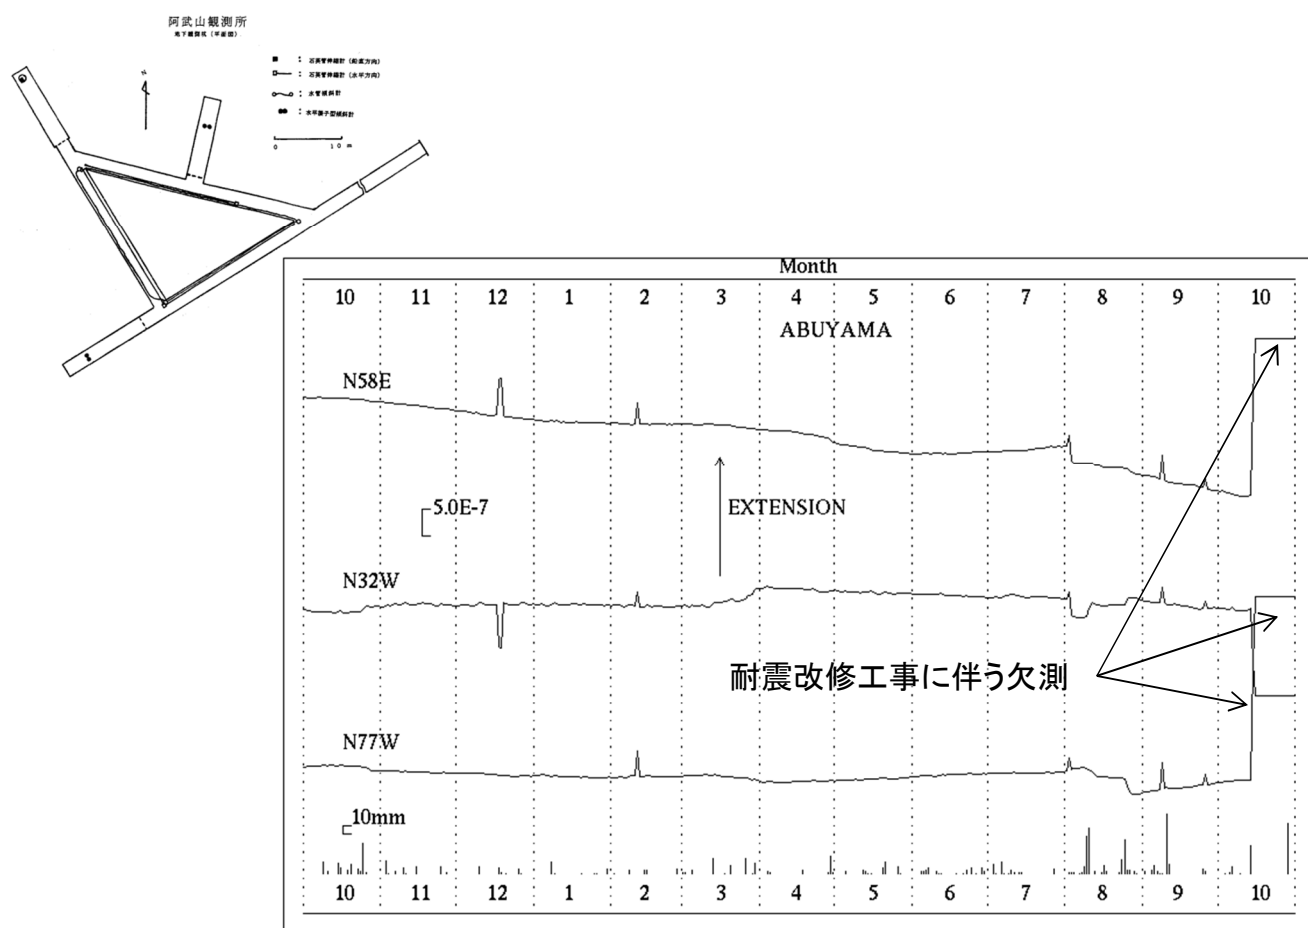 阿武山観測所
地下観測坑 (平面図)
N
■ : 石英管伸縮計 (鉛直方向)
: 石英管伸縮計 (水平方向)
: 水管傾斜計
: 水平振子型傾斜計
0 10 m
Month
10 11 12 1 2 3 4 5 6 7 8 9 10
ABUYAMA
N58E
5.0E-7
EXTENSION
N32W
耐震改修工事に伴う欠測
N77W
10mm
10 11 12 1 2 3 4 5 6 7 8 9 10